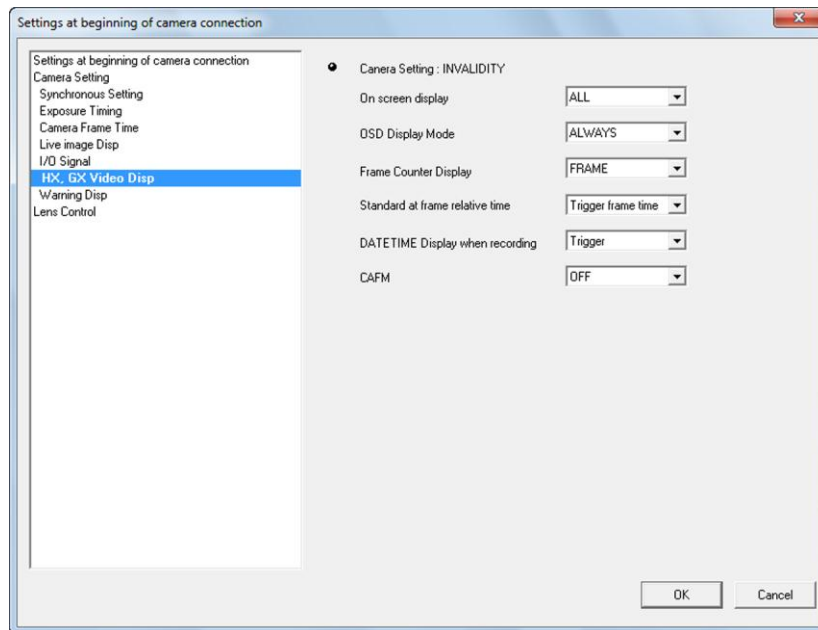 Settings at beginning of camera connection
Settings at beginning of camera connection
Camera Setting
Synchronous Setting
Exposure Timing
Camera Frame Time
Live image Disp
I/O Signal
HX, GX Video Disp
Warning Disp
Lens Control
Canera Setting : INVALIDITY
On screen display ALL
OSD Display Mode ALWAYS
Frame Counter Display FRAME
Standard at frame relative time Trigger frame time
DATETIME Display when recording Trigger
CAFM OFF
OK Cancel